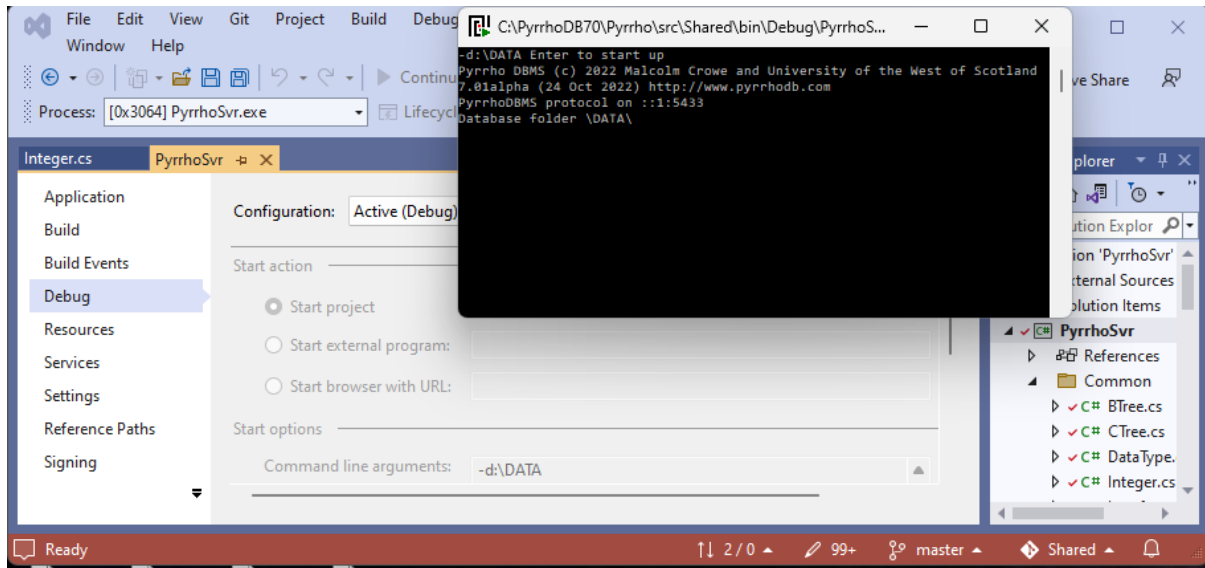 File Edit View Git Project Build Debug
Window Help
Continu
ve Share
Process: [0x3064] PyrrhoSvr.exe
Lifecycl
C:\PyrrhoDB70\Pyrrho\src\Shared\bin\Debug\PyrrhoS...
-d:\DATA Enter to start up
Pyrrho DBMS (c) 2022 Malcolm Crowe and University of the West of Scotland
7.01alpha (24 Oct 2022) http://www.pyrrhodb.com
PyrrhoDBMS protocol on ::1:5433
Database folder \DATA\
Integer.cs PyrrhoSvr
Application
Build
Build Events
Debug
Resources
Services
Settings
Reference Paths
Signing
Configuration: Active (Debug)
Start action
Start project
Start external program:
Start browser with URL:
Start options
Command line arguments: -d:\DATA
plorer
ution Explor
ion 'PyrrhoSvr'
ternal Sources
olution Items
C# PyrrhoSvr
References
Common
C# BTree.cs
C# CTree.cs
C# DataType.
C# Integer.cs
Ready
2 / 0
99+
master
Shared